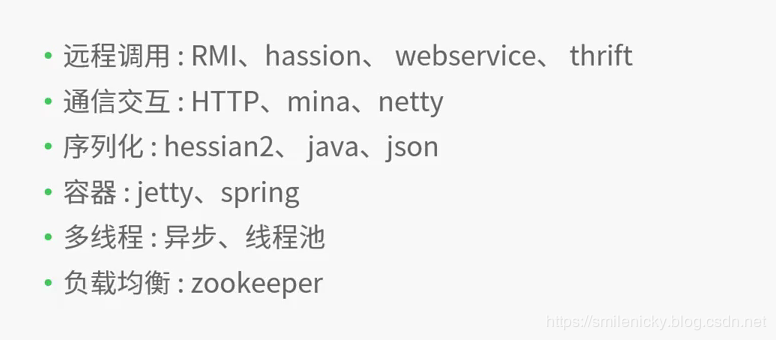 • 远程调用 : RMI、hassion、 webservice、 thrift
• 通信交互 : HTTP、mina、netty
• 序列化 : hessian2、 java、json
• 容器 : jetty、spring
• 多线程 : 异步、线程池
• 负载均衡 : zookeeper
https://smilenicky.blog.csdn.net